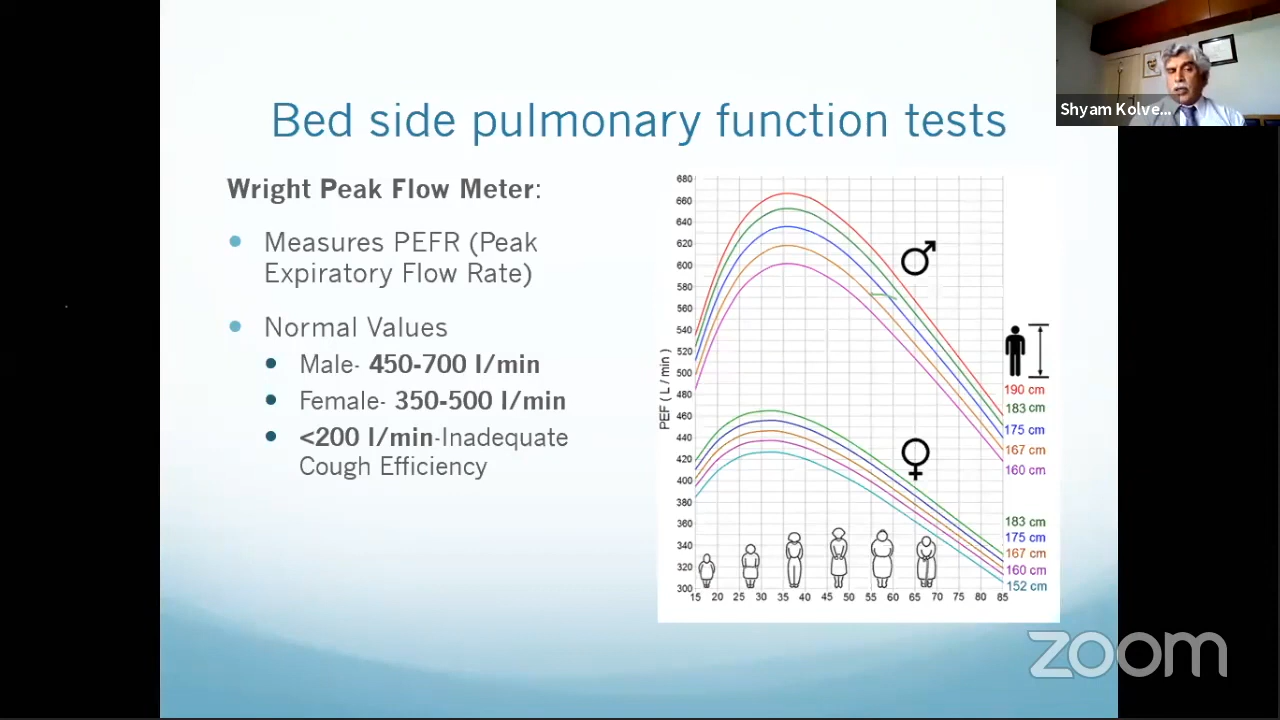 Shyam Kolve...
Bed side pulmonary function tests
Wright Peak Flow Meter:
Measures PEFR (Peak
Expiratory Flow Rate)
Normal Values
Male- 450-700 l/min
Female- 350-500 l/min
<200 l/min-Inadequate
Cough Efficiency
PEF ( L / min )
680
660
640
620
600
580
560
540
520
500
480
460
440
420
400
380
360
340
320
300
15 20 25 30 35 40 45 50 55 60 65 70 75 80 85
190 cm
183 cm
175 cm
167 cm
160 cm
183 cm
175 cm
167 cm
160 cm
152 cm
zoom